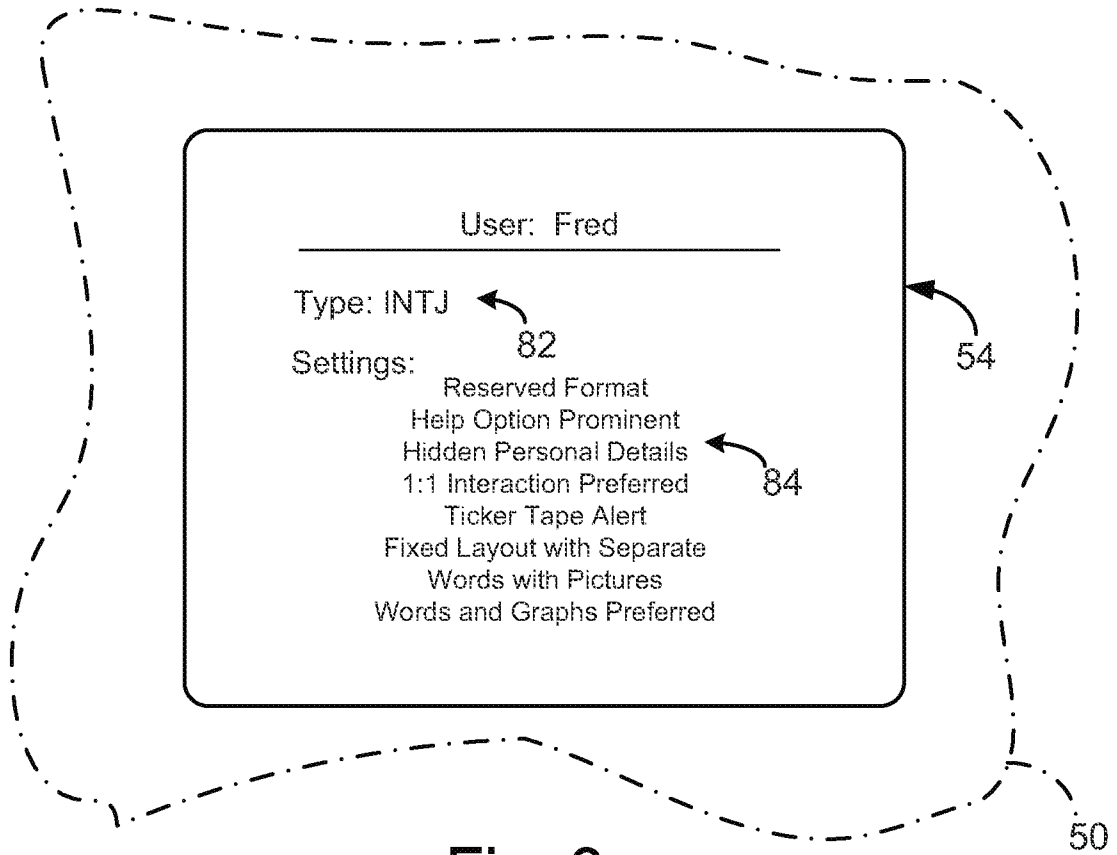 User: Fred
Type: INTJ
82
54
Settings:
Reserved Format
Help Option Prominent
Hidden Personal Details
84
1:1 Interaction Preferred
Ticker Tape Alert
Fixed Layout with Separate
Words with Pictures
Words and Graphs Preferred
50